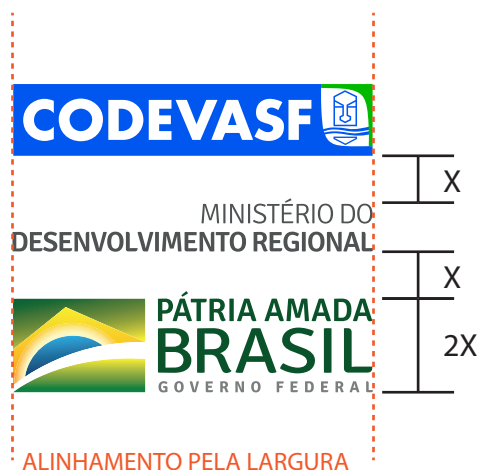 CODEVASF
X
MINISTÉRIO DO
DESENVOLVIMENTO REGIONAL
X
PÁTRIA AMADA
BRASIL
GOVERNO FEDERAL
2X
ALINHAMENTO PELA LARGURA